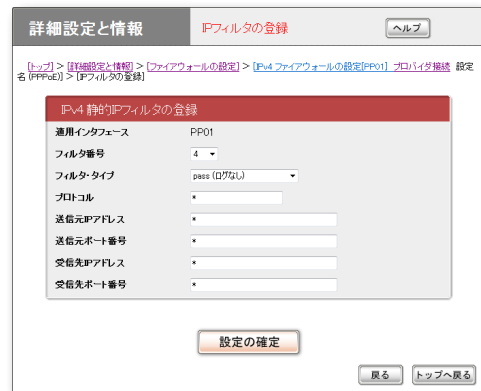 詳細設定と情報
IPフィルタの登録
ヘルプ
[トップ] > [詳細設定と情報] > [ファイアウォールの設定] > [IPv4 ファイアウォールの設定[PP01] プロバイダ接続 設定
名 (PPPoE)] > [IPフィルタの登録]
IPv4 静的IPフィルタの登録
適用インタフェース PP01
フィルタ番号 4
フィルタ・タイプ pass (ログなし)
プロトコル *
送信元IPアドレス *
送信元ポート番号 *
受信先IPアドレス *
受信先ポート番号 *
設定の確定
戻る トップへ戻る